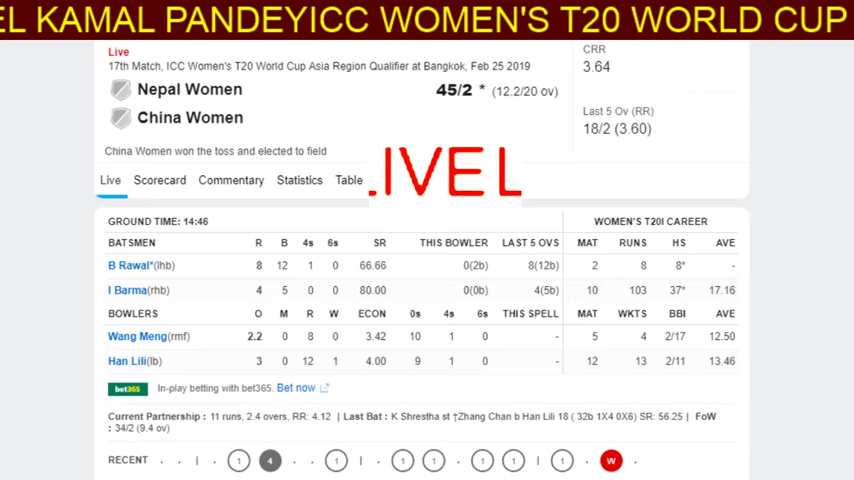 EL KAMAL PANDEYICC WOMEN'S T20 WORLD CUP
Live
17th Match, ICC Women's T20 World Cup Asia Region Qualifier at Bangkok, Feb 25 2019
Nepal Women 45/2 * (12.2/20 ov)
China Women
China Women won the toss and elected to field
CRR
3.64
Last 5 Ov (RR)
18/2 (3.60)
LIVEL
Live Scorecard Commentary Statistics Table
GROUND TIME: 14:46 WOMEN'S T20I CAREER
BATSMEN R B 4s 6s SR THIS BOWLER LAST 5 OVS MAT RUNS HS AVE
B Rawal*(lhb) 8 12 1 0 66.66 0(2b) 8(12b) 2 8 8* -
I Barma(rhb) 4 5 0 0 80.00 0(0b) 4(5b) 10 103 37* 17.16
BOWLERS O M R W ECON 0s 4s 6s THIS SPELL MAT WKTS BBI AVE
Wang Meng(rmf) 2.2 0 8 0 3.42 10 1 0 - 5 4 2/17 12.50
Han Lili(lb) 3 0 12 1 4.00 9 1 0 - 12 13 2/11 13.46
bet365 In-play betting with bet365. Bet now
Current Partnership : 11 runs, 2.4 overs, RR: 4.12 | Last Bat : K Shrestha st †Zhang Chan b Han Lili 18 ( 32b 1X4 0X6) SR: 56.25 | FoW
: 34/2 (9.4 ov)
RECENT . . | . 1 4 . . 1 | . 1 1 . 1 1 | 1 . W .